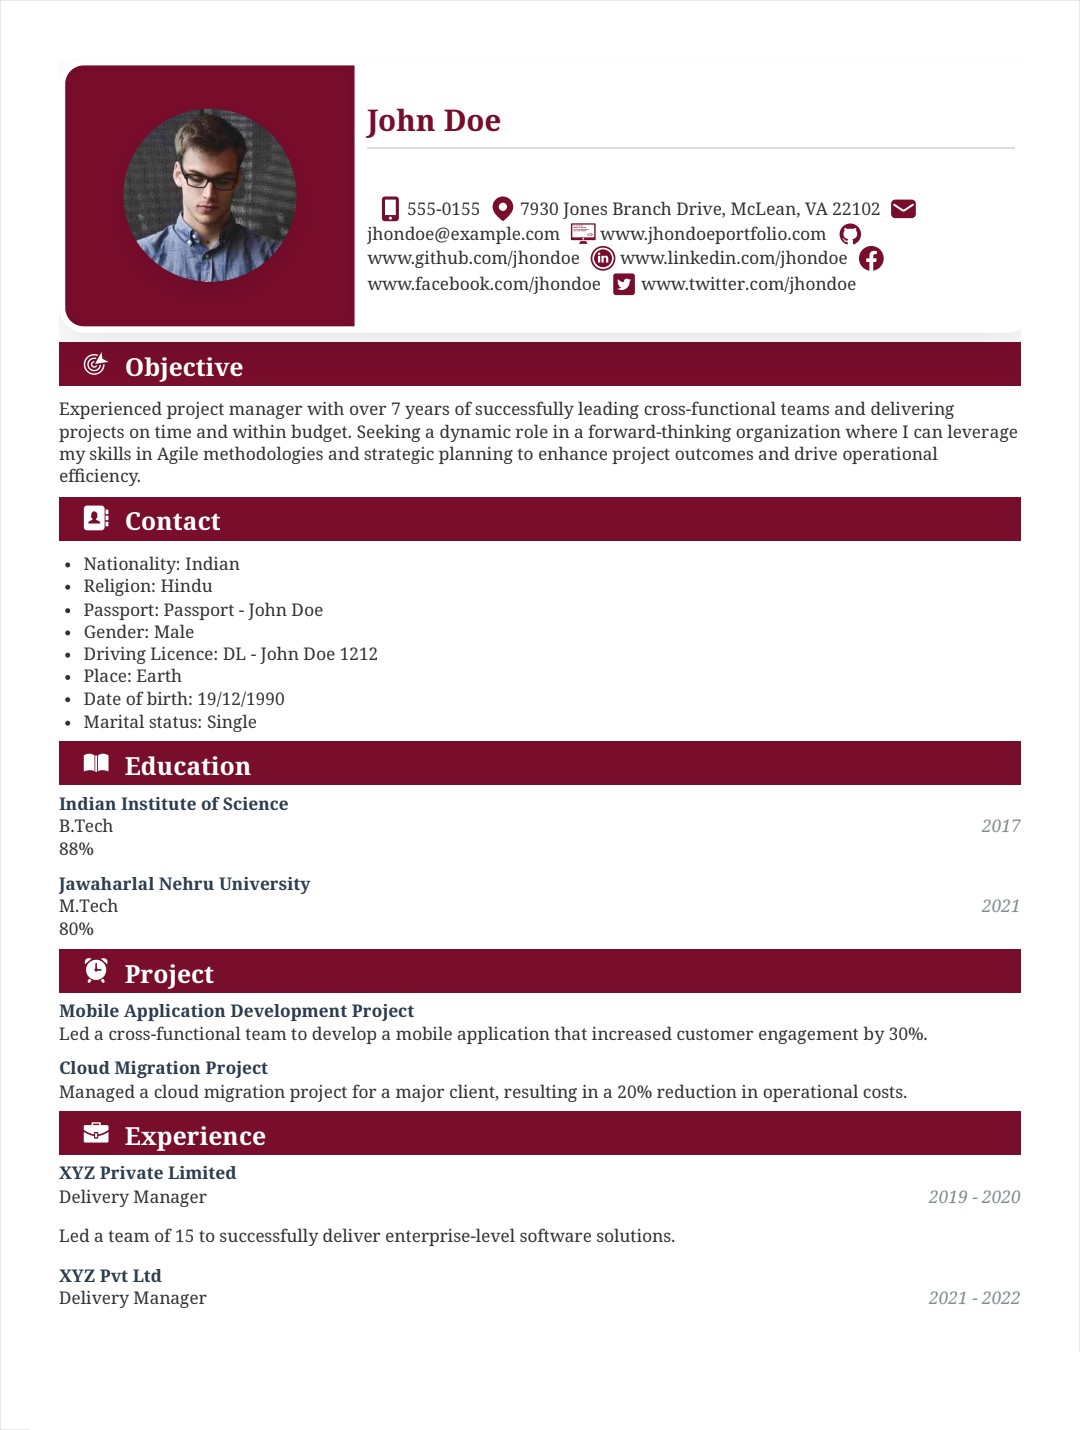 John Doe
555-0155 7930 Jones Branch Drive, McLean, VA 22102
jhondoe@example.com www.jhondoeportfolio.com
www.github.com/jhondoe www.linkedin.com/jhondoe
www.facebook.com/jhondoe www.twitter.com/jhondoe
Objective
Experienced project manager with over 7 years of successfully leading cross-functional teams and delivering
projects on time and within budget. Seeking a dynamic role in a forward-thinking organization where I can leverage
my skills in Agile methodologies and strategic planning to enhance project outcomes and drive operational
efficiency.
Contact
• Nationality: Indian
• Religion: Hindu
• Passport: Passport - John Doe
• Gender: Male
• Driving Licence: DL - John Doe 1212
• Place: Earth
• Date of birth: 19/12/1990
• Marital status: Single
Education
Indian Institute of Science
B.Tech 2017
88%
Jawaharlal Nehru University
M.Tech 2021
80%
Project
Mobile Application Development Project
Led a cross-functional team to develop a mobile application that increased customer engagement by 30%.
Cloud Migration Project
Managed a cloud migration project for a major client, resulting in a 20% reduction in operational costs.
Experience
XYZ Private Limited
Delivery Manager 2019 - 2020
Led a team of 15 to successfully deliver enterprise-level software solutions.
XYZ Pvt Ltd
Delivery Manager 2021 - 2022